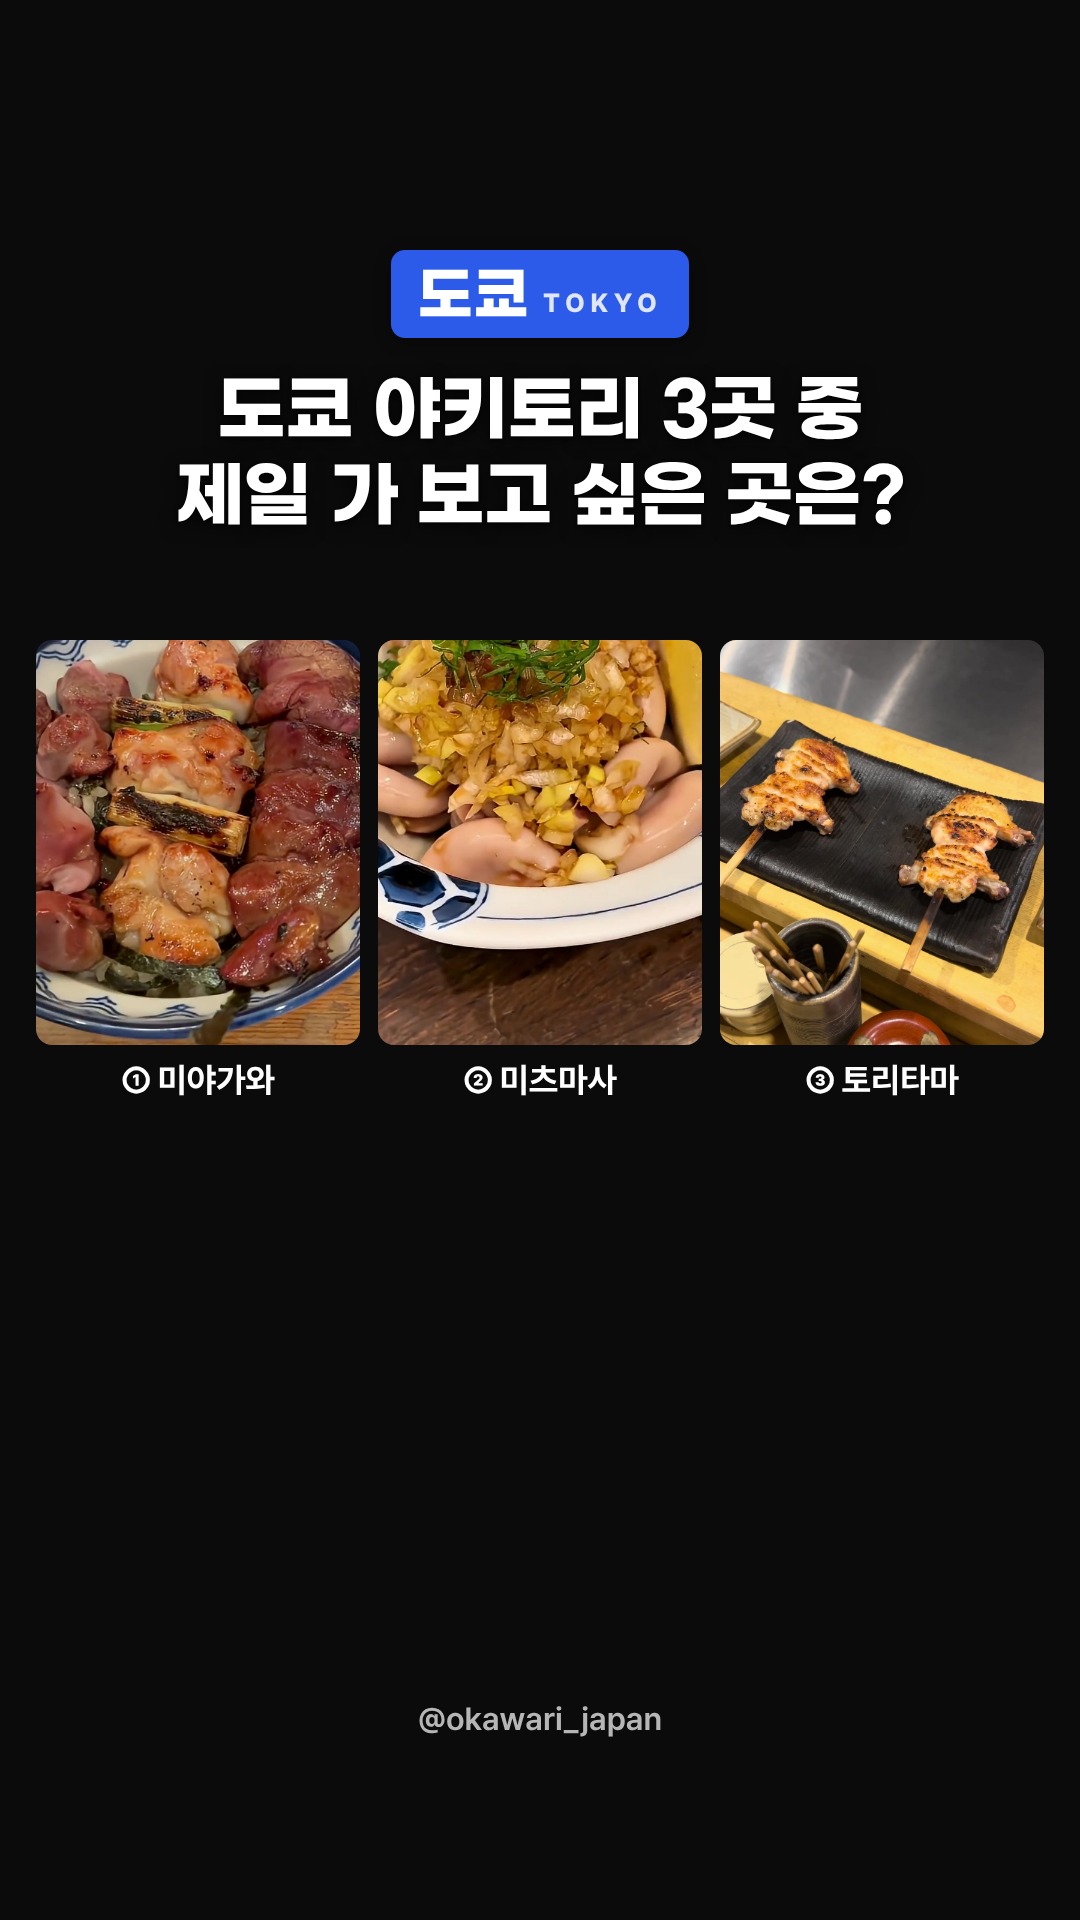 도쿄 TOKYO
도쿄 야키토리 3곳 중
제일 가 보고 싶은 곳은?
① 미야가와
② 미츠마사
③ 토리타마
@okawari_japan